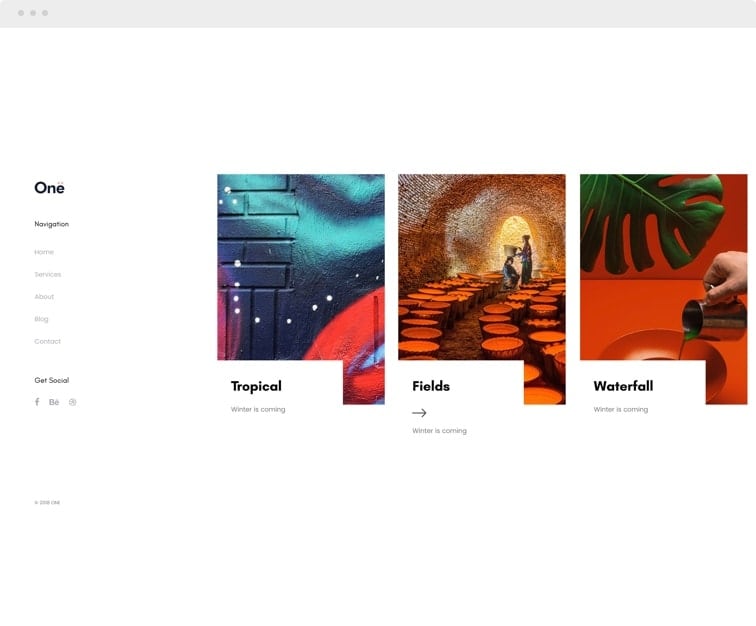 Onë
Navigation
Home
Services
About
Blog
Contact
Get Social
f Bē
© 2018 ONE
Tropical
Winter is coming
Fields
Winter is coming
Waterfall
Winter is coming